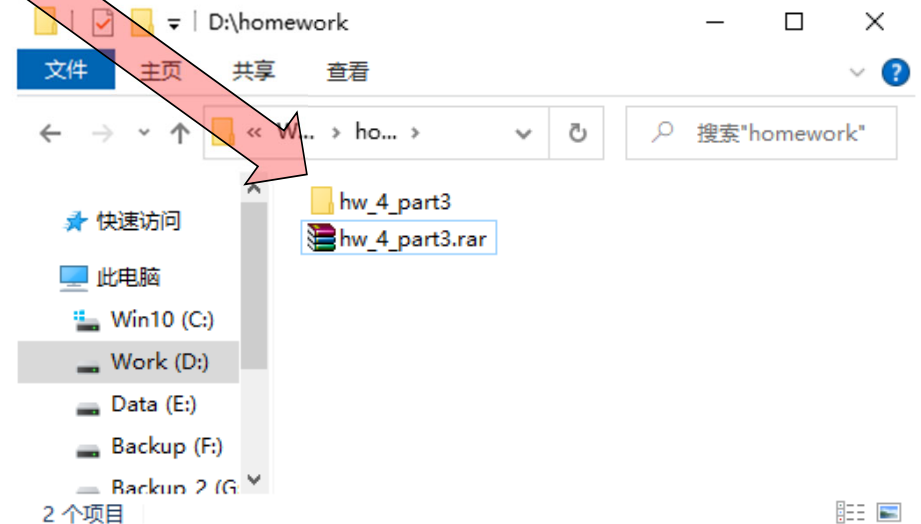 D:\homework
文件 主页 共享 查看
« W... › ho... › 搜索"homework"
hw_4_part3
hw_4_part3.rar
快速访问
此电脑
Win10 (C:)
Work (D:)
Data (E:)
Backup (F:)
Backup 2 (G:
2 个项目